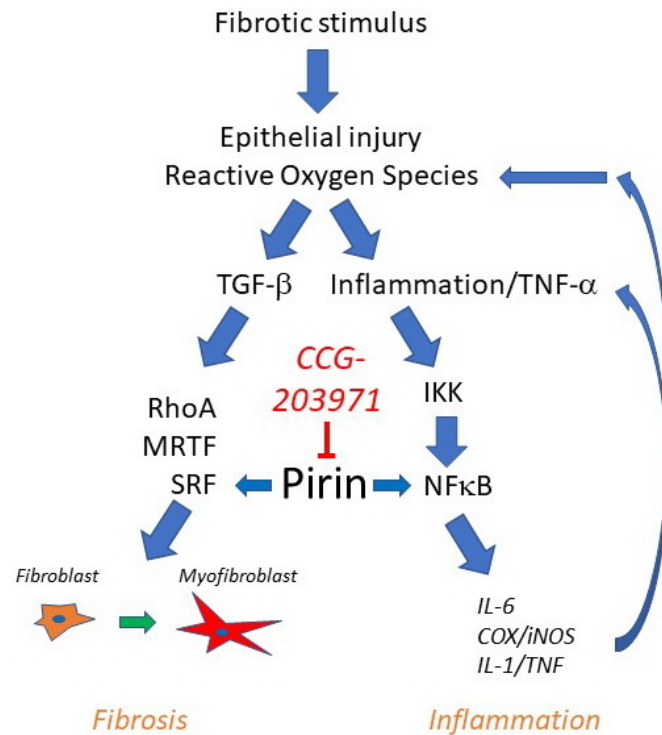 Fibrotic stimulus
Epithelial injury
Reactive Oxygen Species
TGF-β
Inflammation/TNF-α
CCG-
203971
RhoA
MRTF
SRF
Pirin
IKK
NFκB
Fibroblast
Myofibroblast
IL-6
COX/iNOS
IL-1/TNF
Fibrosis
Inflammation